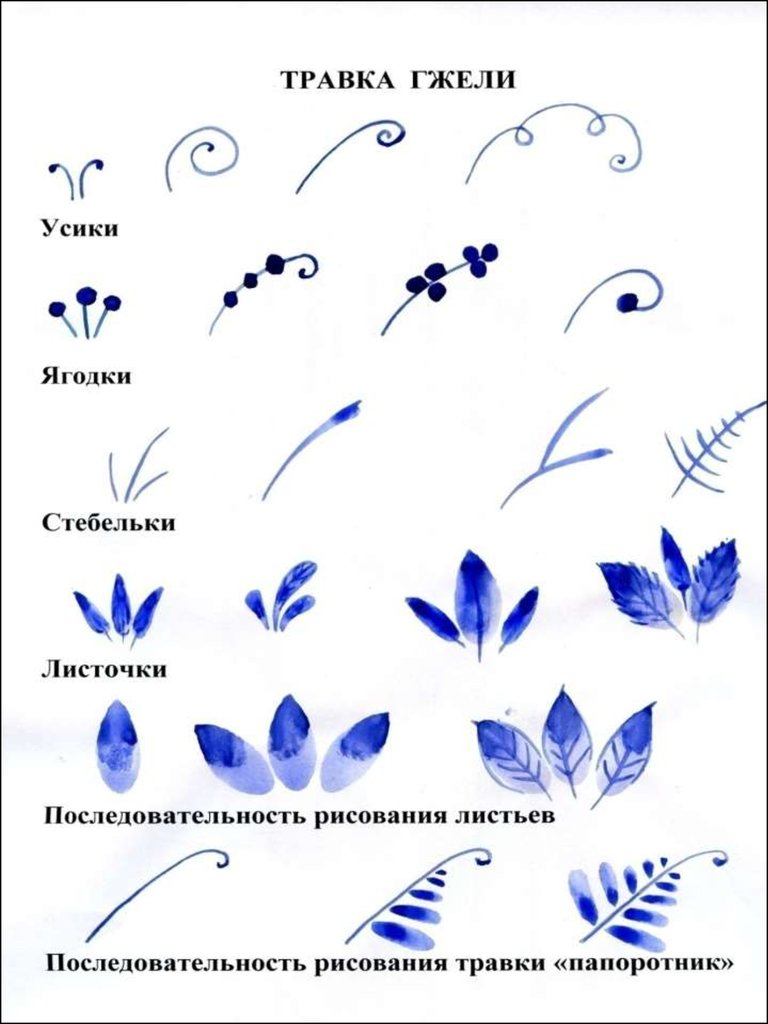 ТРАВКА ГЖЕЛИ
Усики
Ягодки
Стебельки
Листочки
Последовательность рисования листьев
Последовательность рисования травки «папоротник»